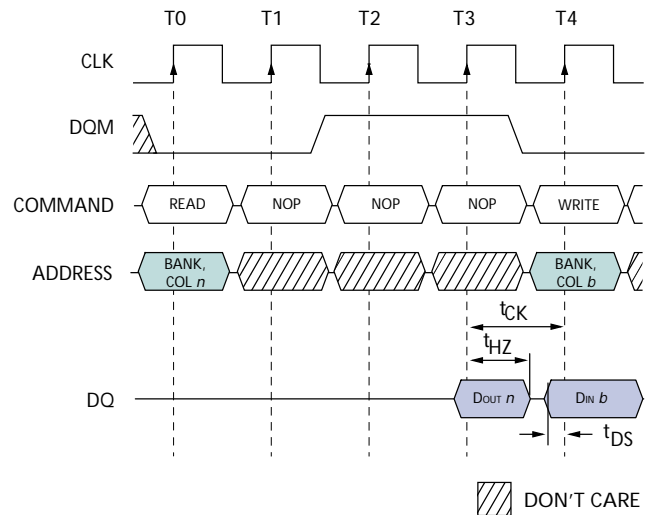 T0 T1 T2 T3 T4
CLK
DQM
COMMAND READ NOP NOP NOP WRITE
ADDRESS BANK, COL n BANK, COL b
tCK
tHZ
DQ DOUT n DIN b
tDS
DON'T CARE